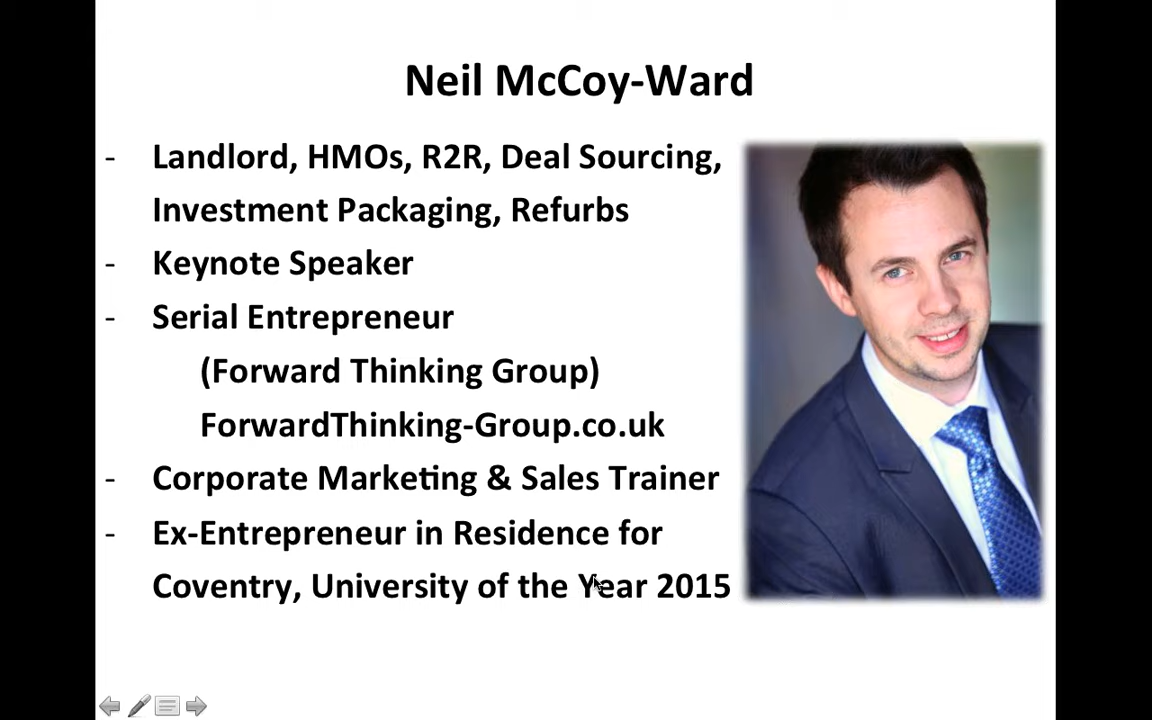 Neil McCoy-Ward
- Landlord, HMOs, R2R, Deal Sourcing,
Investment Packaging, Refurbs
- Keynote Speaker
- Serial Entrepreneur
(Forward Thinking Group)
ForwardThinking-Group.co.uk
- Corporate Marketing & Sales Trainer
- Ex-Entrepreneur in Residence for
Coventry, University of the Year 2015